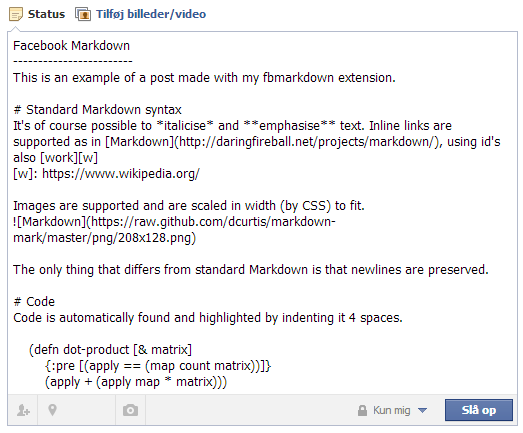 Status Tilføj billeder/video
Facebook Markdown
------------------------
This is an example of a post made with my fbmarkdown extension.
# Standard Markdown syntax
It's of course possible to *italicise* and **emphasise** text. Inline links are
supported as in [Markdown](http://daringfireball.net/projects/markdown/), using id's
also [work][w]
[w]: https://www.wikipedia.org/
Images are supported and are scaled in width (by CSS) to fit.
![Markdown](https://raw.github.com/dcurtis/markdown-
mark/master/png/208x128.png)
The only thing that differs from standard Markdown is that newlines are preserved.
# Code
Code is automatically found and highlighted by indenting it 4 spaces.
    (defn dot-product [& matrix]
        {:pre [(apply == (map count matrix))]}
        (apply + (apply map * matrix)))
Kun mig Slå op